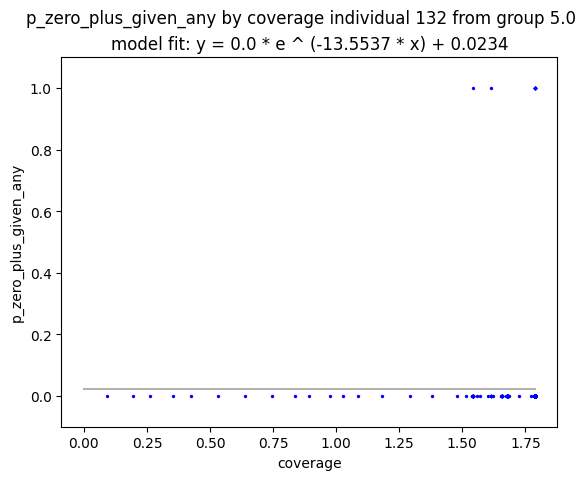 p_zero_plus_given_any by coverage individual 132 from group 5.0
model fit: y = 0.0 * e ^ (-13.5537 * x) + 0.0234
1.0
0.8
0.6
0.4
0.2
0.0
p_zero_plus_given_any
0.00 0.25 0.50 0.75 1.00 1.25 1.50 1.75
coverage